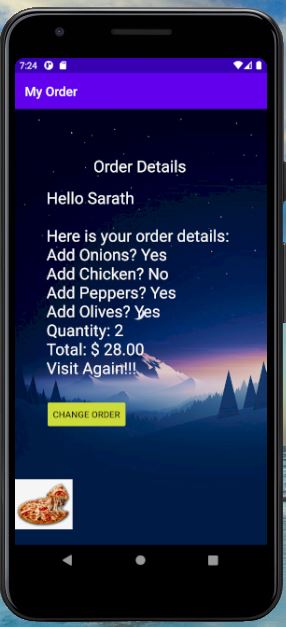 7:24
My Order
Order Details
Hello Sarath
Here is your order details:
Add Onions? Yes
Add Chicken? No
Add Peppers? Yes
Add Olives? Yes
Quantity: 2
Total: $ 28.00
Visit Again!!!
CHANGE ORDER